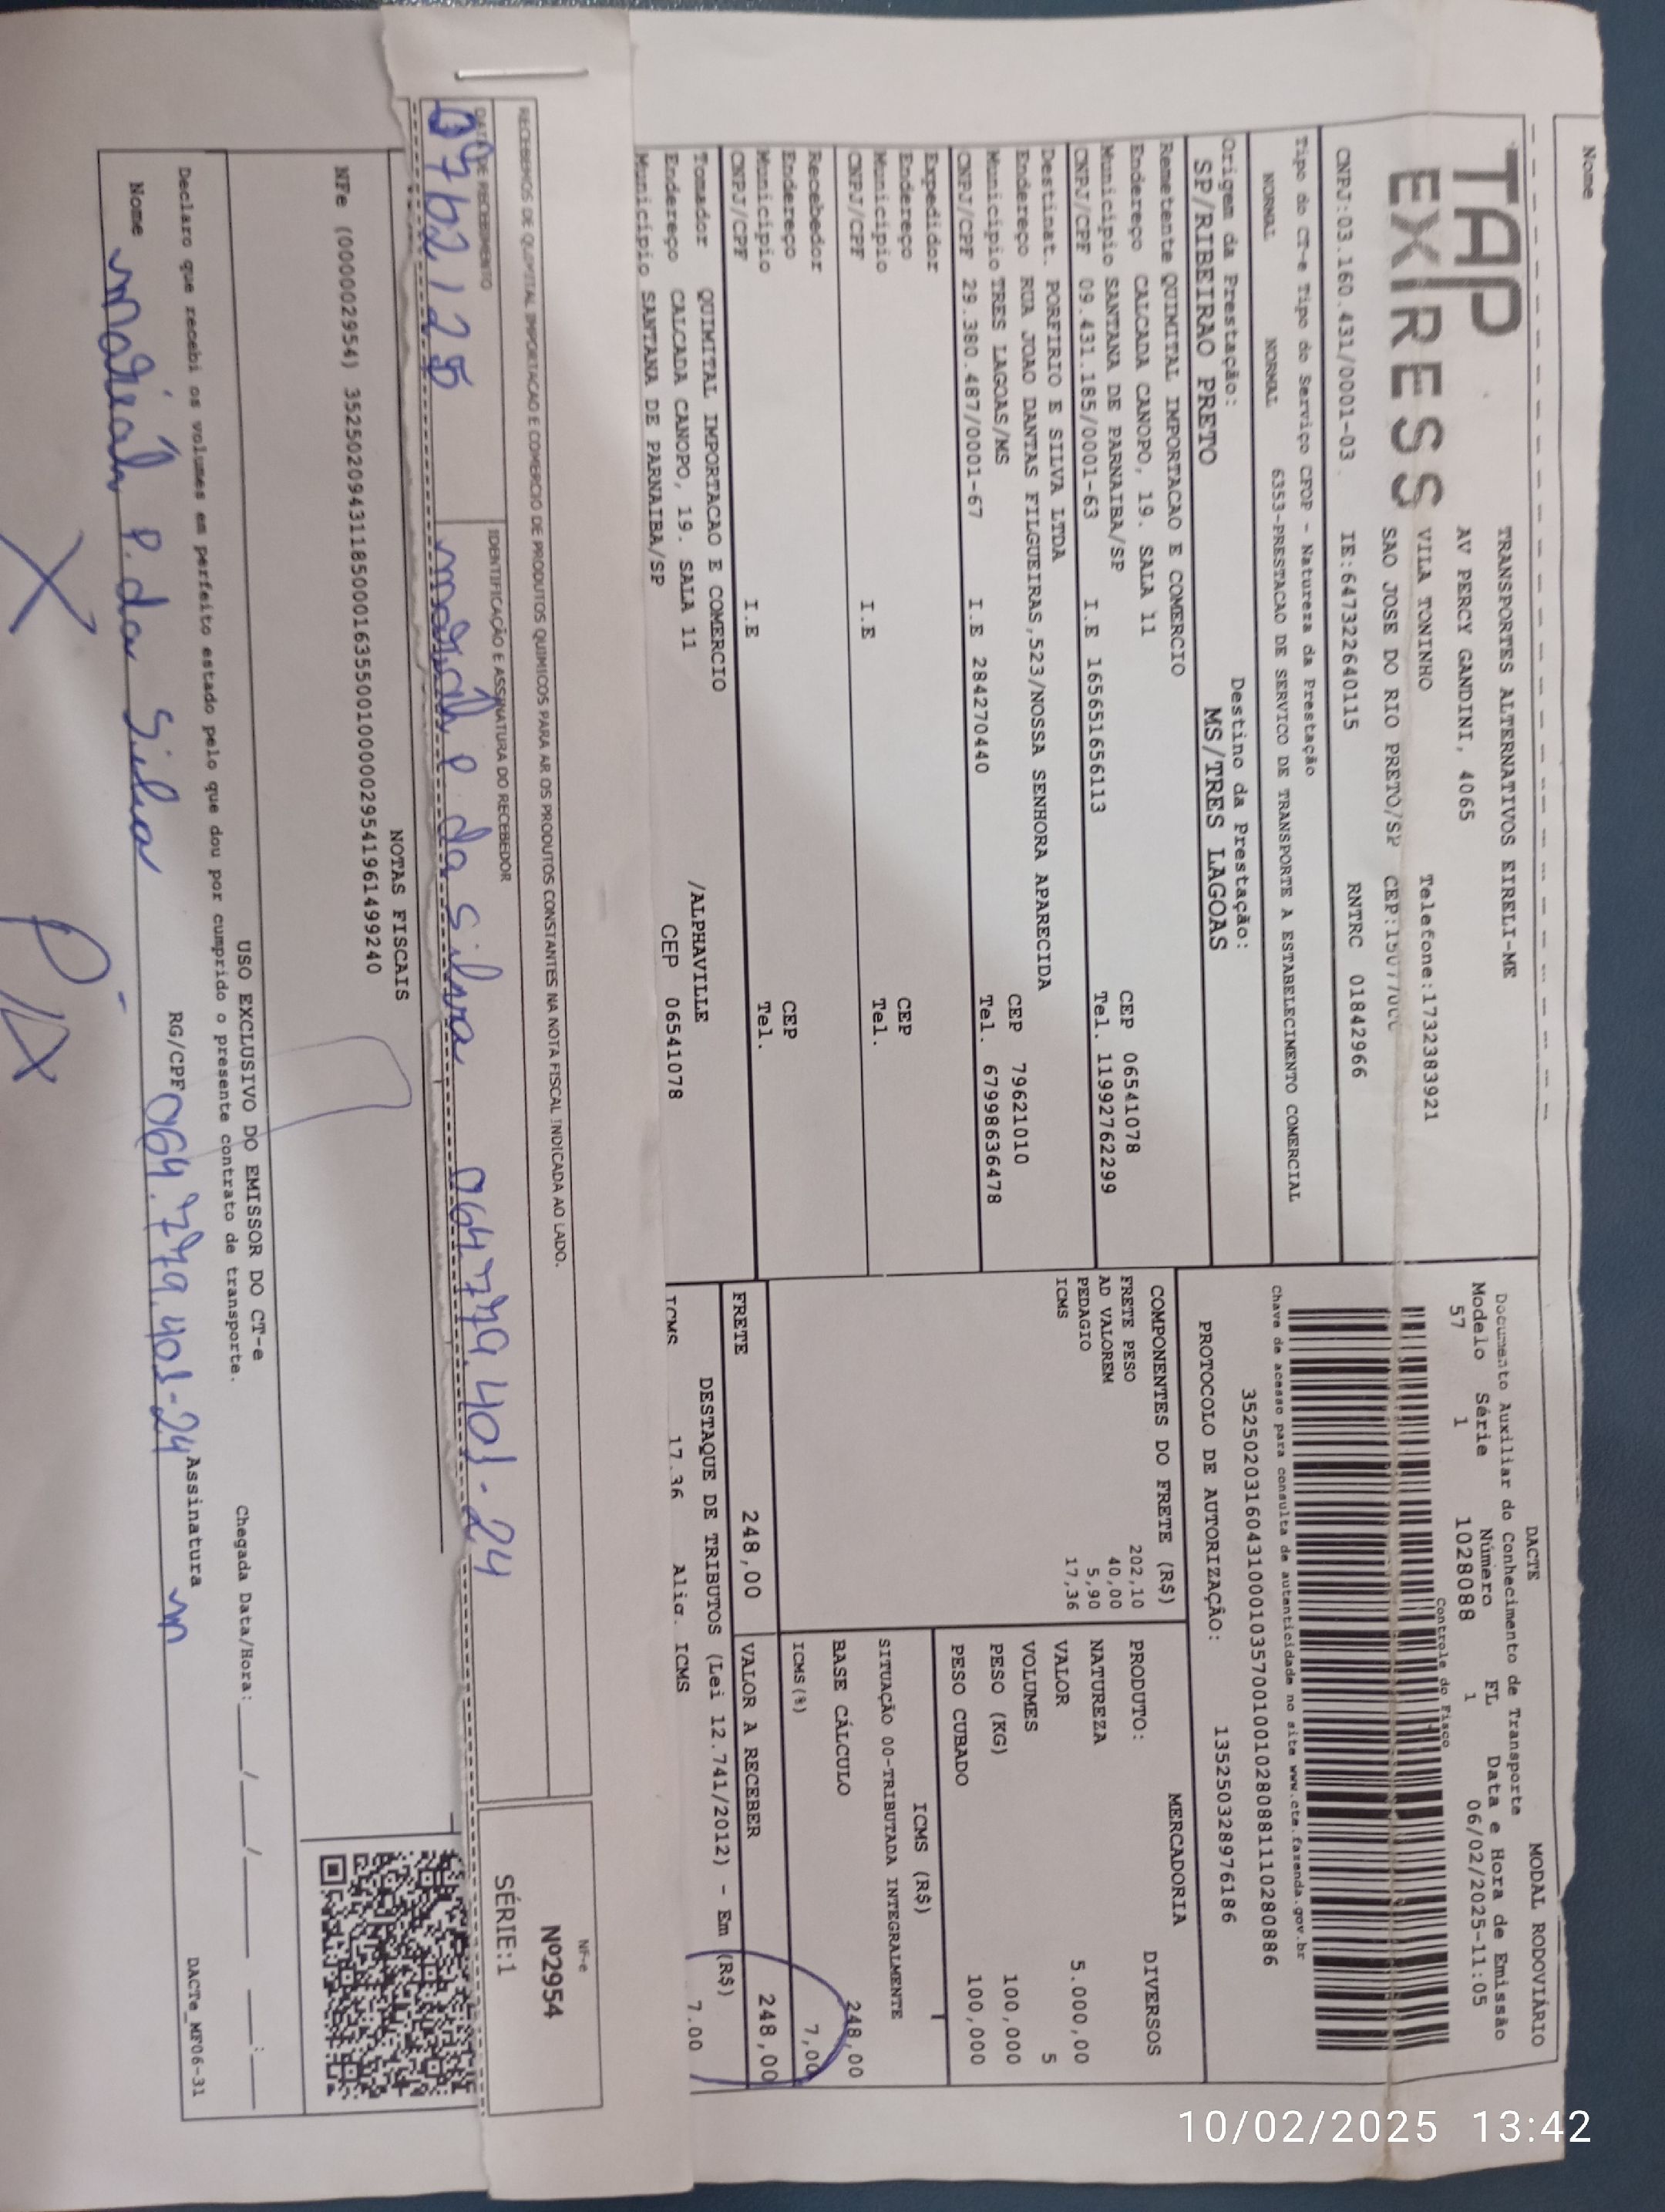 Nome
TAP
EXPRESS
TRANSPORTES ALTERNATIVOS EIRELI-ME
AV PERCY GANDINI, 4065
VILA TONINHO Telefone:1732383921
SAO JOSE DO RIO PRETO/SP CEP:15077000
CNPJ:03.160.431/0001-03 IE:647322640115 RNTRC 01842966
Tipo do CT-e Tipo do Serviço CFOP - Natureza da Prestação
NORMAL NORMAL 6353-PRESTACAO DE SERVICO DE TRANSPORTE A ESTABELECIMENTO COMERCIAL
Origem da Prestação: Destino da Prestação:
SP/RIBEIRAO PRETO MS/TRES LAGOAS
Remetente QUIMITAL IMPORTACAO E COMERCIO
Endereço CALCADA CANOPO, 19. SALA 11 CEP 06541078
Município SANTANA DE PARNAIBA/SP Tel. 11992762299
CNPJ/CPF 09.431.185/0001-63 I.E 165651656113
Destinat. PORFIRIO E SILVA LTDA
Endereço RUA JOAO DANTAS FILGUEIRAS,523/NOSSA SENHORA APARECIDA
Município TRES LAGOAS/MS CEP 79621010
CNPJ/CPF 29.380.487/0001-67 I.E 284270440 Tel. 67998636478
Expedidor
Endereço
Município CEP
CNPJ/CPF I.E Tel.
Recebedor
Endereço
Município CEP
CNPJ/CPF I.E Tel.
Tomador QUIMITAL IMPORTACAO E COMERCIO
Endereço CALCADA CANOPO, 19. SALA 11 /ALPHAVILLE
Município SANTANA DE PARNAIBA/SP CEP 06541078
DACTE MODAL RODOVIÁRIO
Documento Auxiliar do Conhecimento de Transporte
Modelo Série Número FL Data e Hora de Emissão
57 1 1028088 1 06/02/2025-11:05
Controle do Fisco
Chave de acesso para consulta de autenticidade no site www.cte.fazenda.gov.br
35250203160431000103570010010280881110280886
PROTOCOLO DE AUTORIZAÇÃO: 135250328976186
COMPONENTES DO FRETE (R$)
FRETE PESO 202,10
AD VALOREM 40,00
PEDAGIO 5,90
ICMS 17,36
MERCADORIA
PRODUTO: DIVERSOS
NATUREZA
VALOR 5.000,00
VOLUMES 5
PESO (KG) 100,000
PESO CUBADO 100,000
ICMS (R$)
SITUAÇÃO 00-TRIBUTADA INTEGRALMENTE
BASE CÁLCULO 248,00
ICMS(%) 7,00
FRETE 248,00 VALOR A RECEBER 248,00
DESTAQUE DE TRIBUTOS (Lei 12.741/2012) - Em (R$)
ICMS 17.36 Aliq. ICMS 7.00
RECEBEMOS DE QUIMITAL IMPORTACAO E COMERCIO DE PRODUTOS QUIMICOS PARA AR OS PRODUTOS CONSTANTES NA NOTA FISCAL INDICADA AO LADO.
DATA DE RECEBIMENTO IDENTIFICAÇÃO E ASSINATURA DO RECEBEDOR
07 02 / 25 P da Silva 064 779.401-24
NF-e
Nº2954
SÉRIE:1
NOTAS FISCAIS
NFe (000002954) 35250209431185000163550010000029541961499240
USO EXCLUSIVO DO EMISSOR DO CT-e
Declaro que recebi os volumes em perfeito estado pelo que dou por cumprido o presente contrato de transporte. Chegada Data/Hora:____/____/____ ____:____
Nome P. da Silva RG/CPF 064.779.401-24 Assinatura m
DACTe_MF06-31
X
10/02/2025 13:42